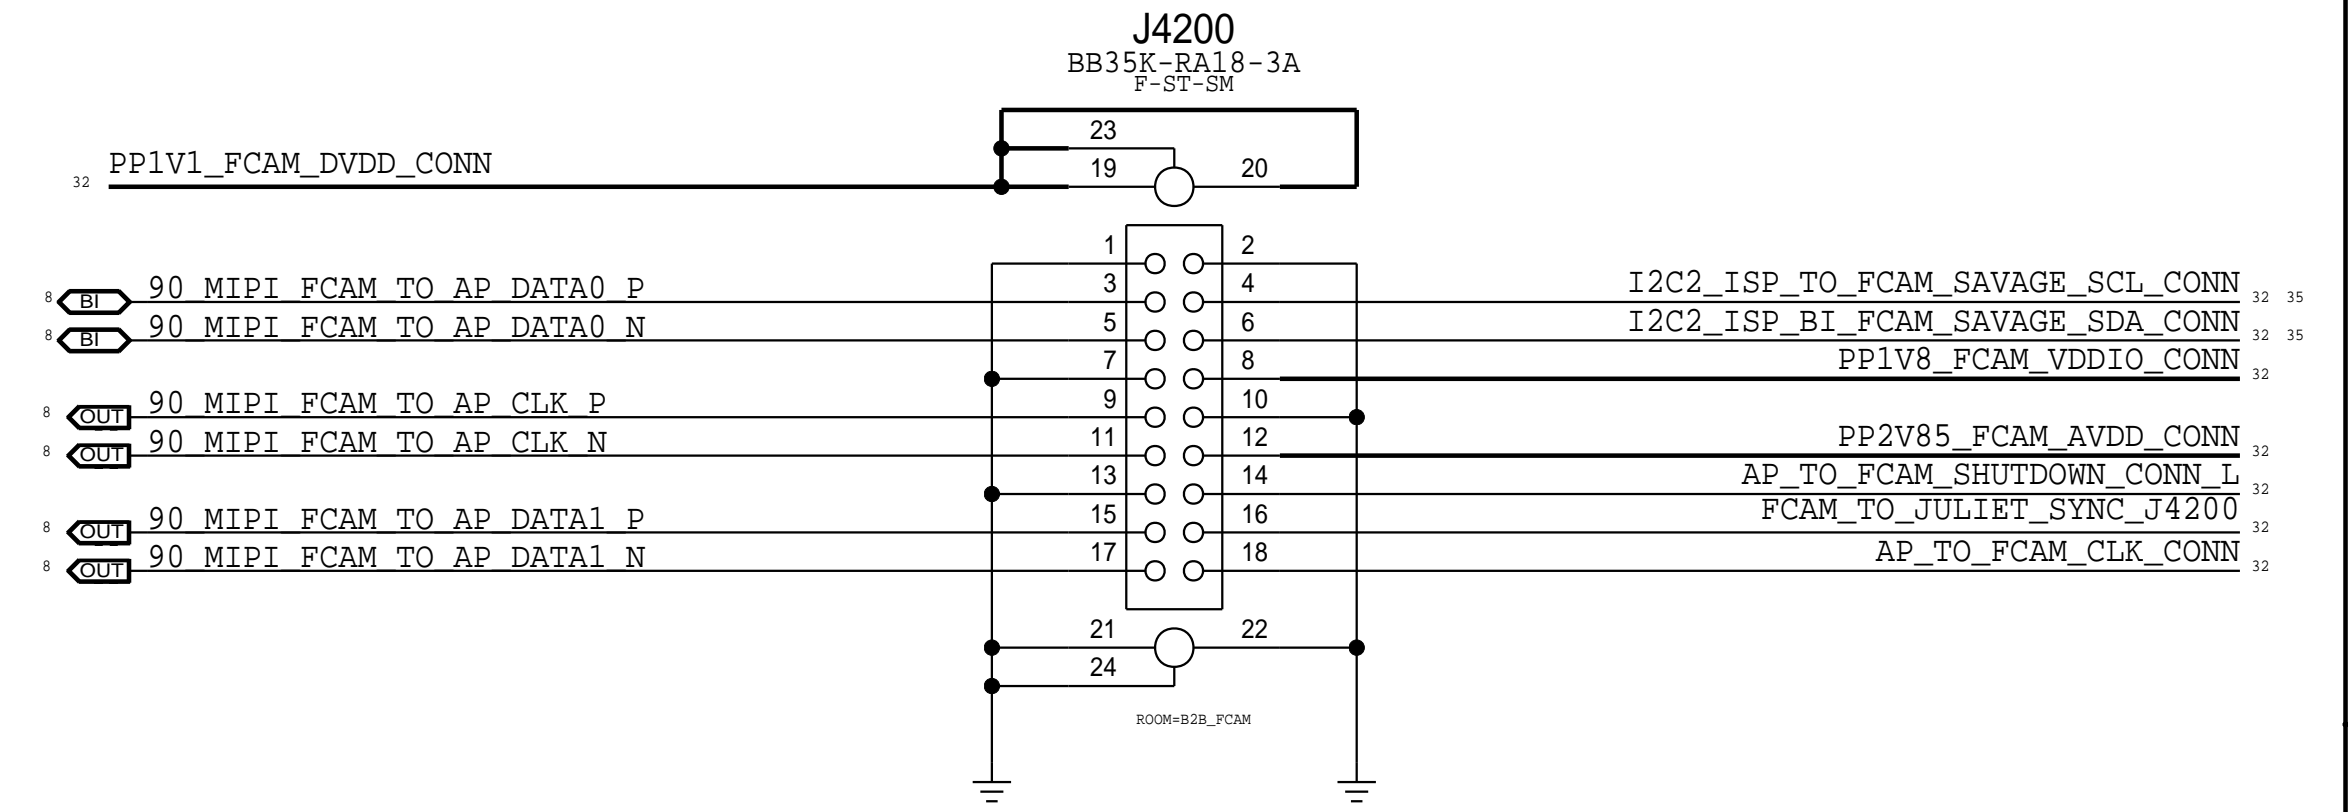 J4200
BB35K-RA18-3A
F-ST-SM
23
PP1V1_FCAM_DVDD_CONN
32
19 20
1 2
8 BI 90_MIPI_FCAM_TO_AP_DATA0_P 3 4 I2C2_ISP_TO_FCAM_SAVAGE_SCL_CONN 32 35
8 BI 90_MIPI_FCAM_TO_AP_DATA0_N 5 6 I2C2_ISP_BI_FCAM_SAVAGE_SDA_CONN 32 35
7 8 PP1V8_FCAM_VDDIO_CONN 32
8 OUT 90_MIPI_FCAM_TO_AP_CLK_P 9 10
8 OUT 90_MIPI_FCAM_TO_AP_CLK_N 11 12 PP2V85_FCAM_AVDD_CONN 32
13 14 AP_TO_FCAM_SHUTDOWN_CONN_L 32
8 OUT 90_MIPI_FCAM_TO_AP_DATA1_P 15 16 FCAM_TO_JULIET_SYNC_J4200 32
8 OUT 90_MIPI_FCAM_TO_AP_DATA1_N 17 18 AP_TO_FCAM_CLK_CONN 32
21 22
24
ROOM=B2B_FCAM